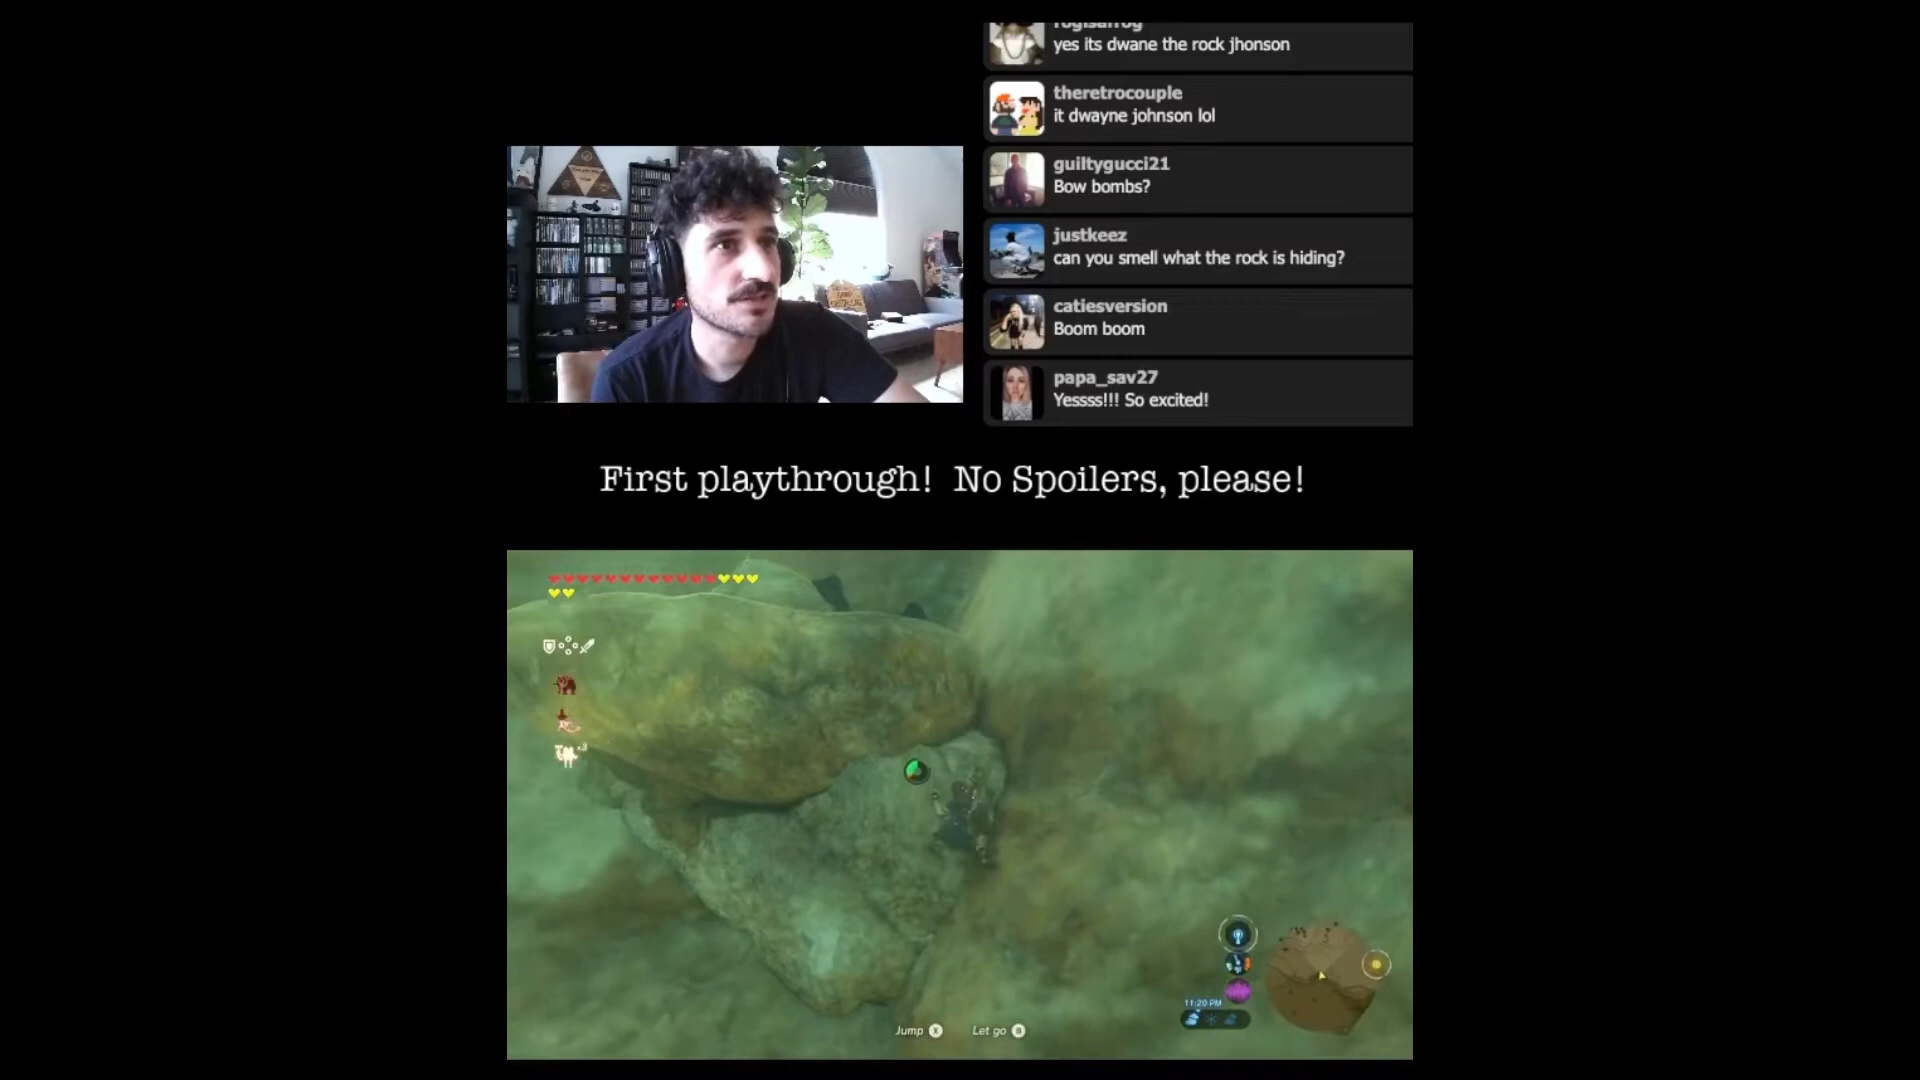 yes its dwane the rock jhonson
theretrocouple
it dwayne johnson lol
guiltygucci21
Bow bombs?
justkeez
can you smell what the rock is hiding?
catiesversion
Boom boom
papa_sav27
Yessss!!! So excited!
First playthrough! No Spoilers, please!
×3
11:20 PM
Jump X Let go B